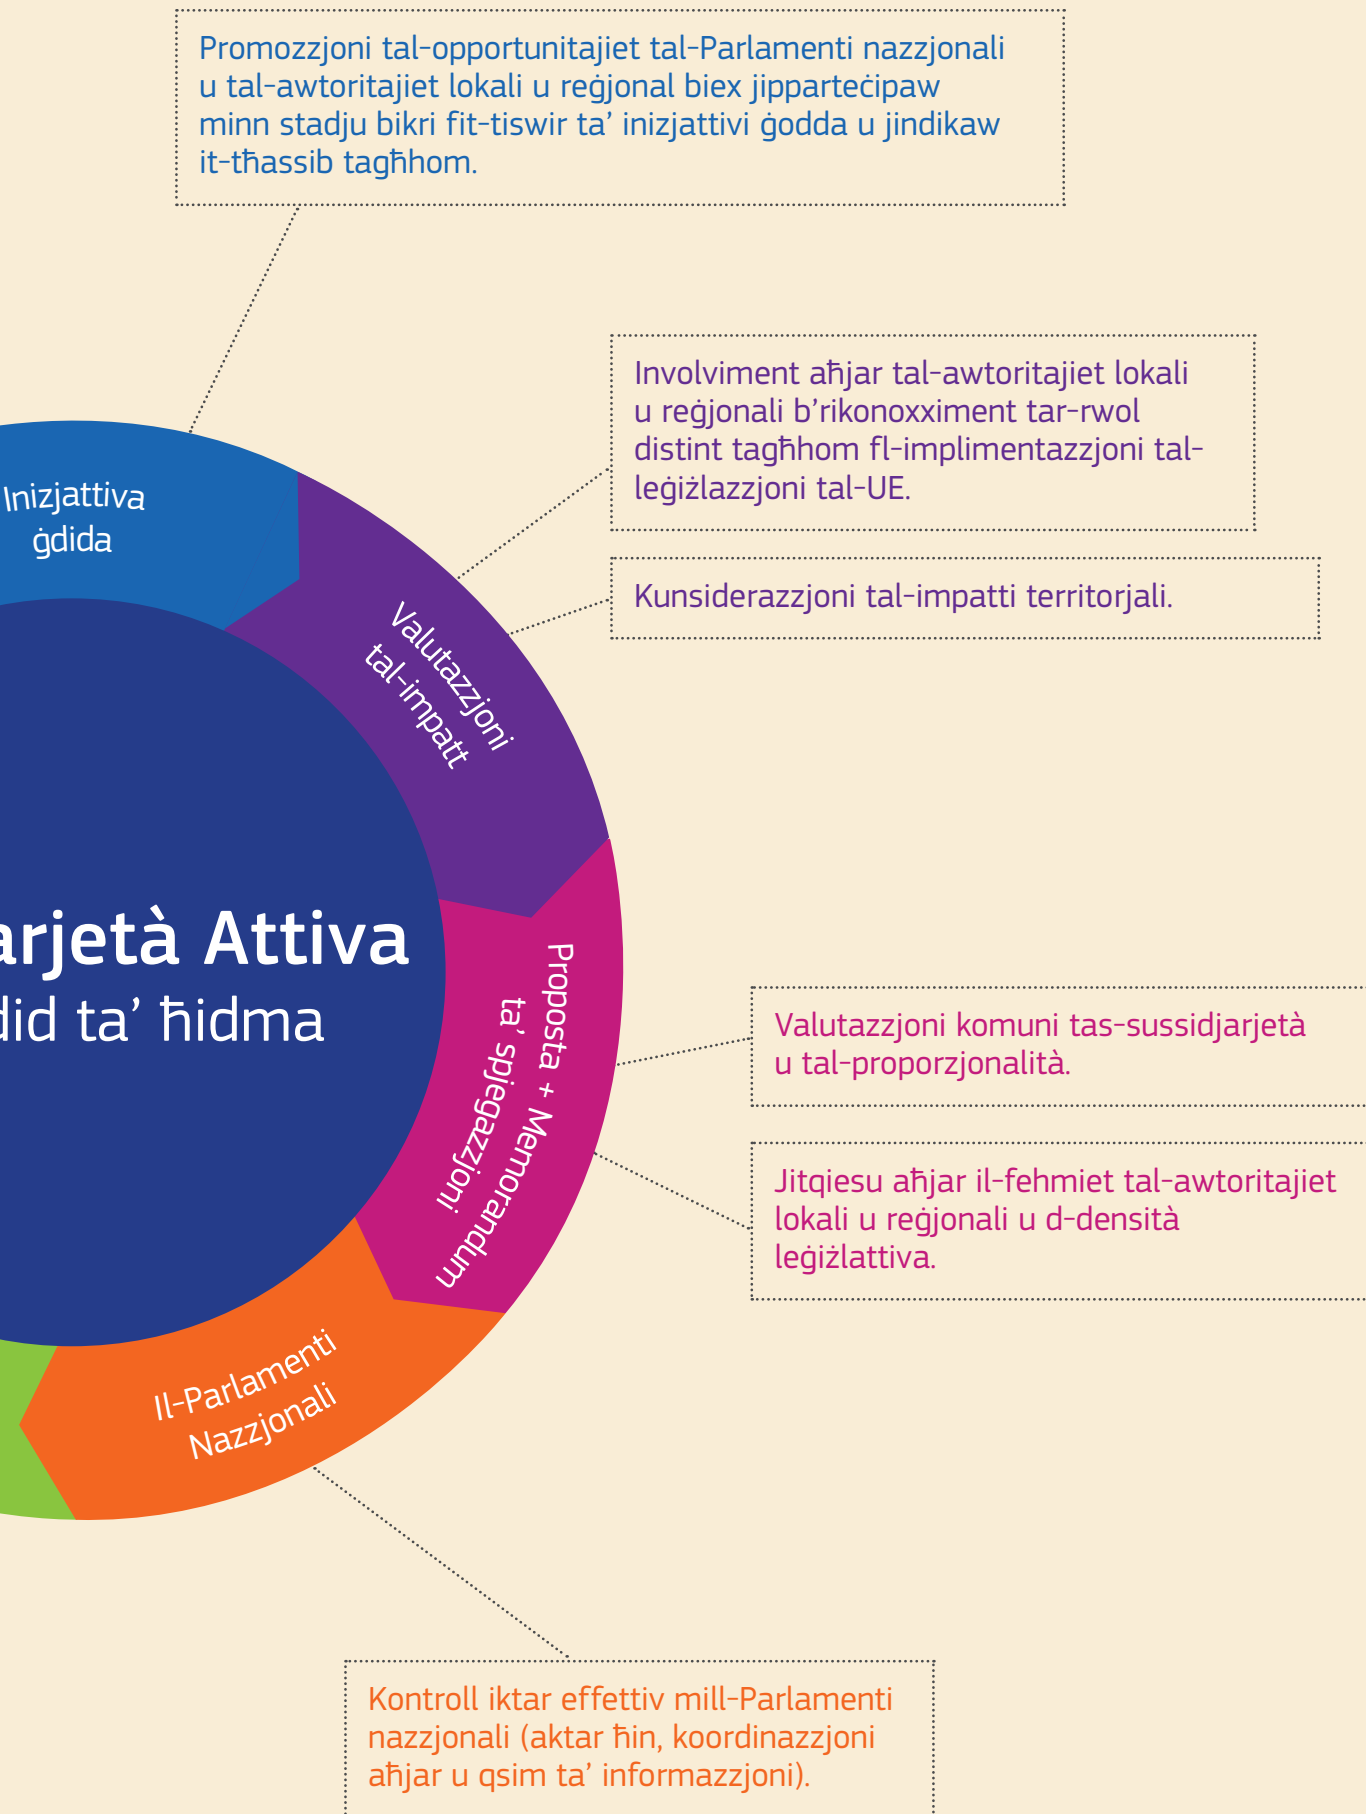 Promozzjoni tal-opportunitajiet tal-Parlamenti nazzjonali
u tal-awtoritajiet lokali u reġjonal biex jipparteċipaw
minn stadju bikri fit-tiswir ta’ inizjattivi ġodda u jindikaw
it-tħassib tagħhom.
Involviment aħjar tal-awtoritajiet lokali
u reġjonali b’rikonoxximent tar-rwol
distint tagħhom fl-implimentazzjoni tal-
leġiżlazzjoni tal-UE.
Inizjattiva
ġdida
Kunsiderazzjoni tal-impatti territorjali.
Valutazzjoni
tal-impatt
arjetà Attiva
did ta’ ħidma
Proposta + Memorandum
ta’ spjegazzjoni
Valutazzjoni komuni tas-sussidjarjetà
u tal-proporzjonalità.
Jitqiesu aħjar il-fehmiet tal-awtoritajiet
lokali u reġjonali u d-densità
leġiżlattiva.
Il-Parlamenti
Nazzjonali
Kontroll iktar effettiv mill-Parlamenti
nazzjonali (aktar ħin, koordinazzjoni
aħjar u qsim ta’ informazzjoni).